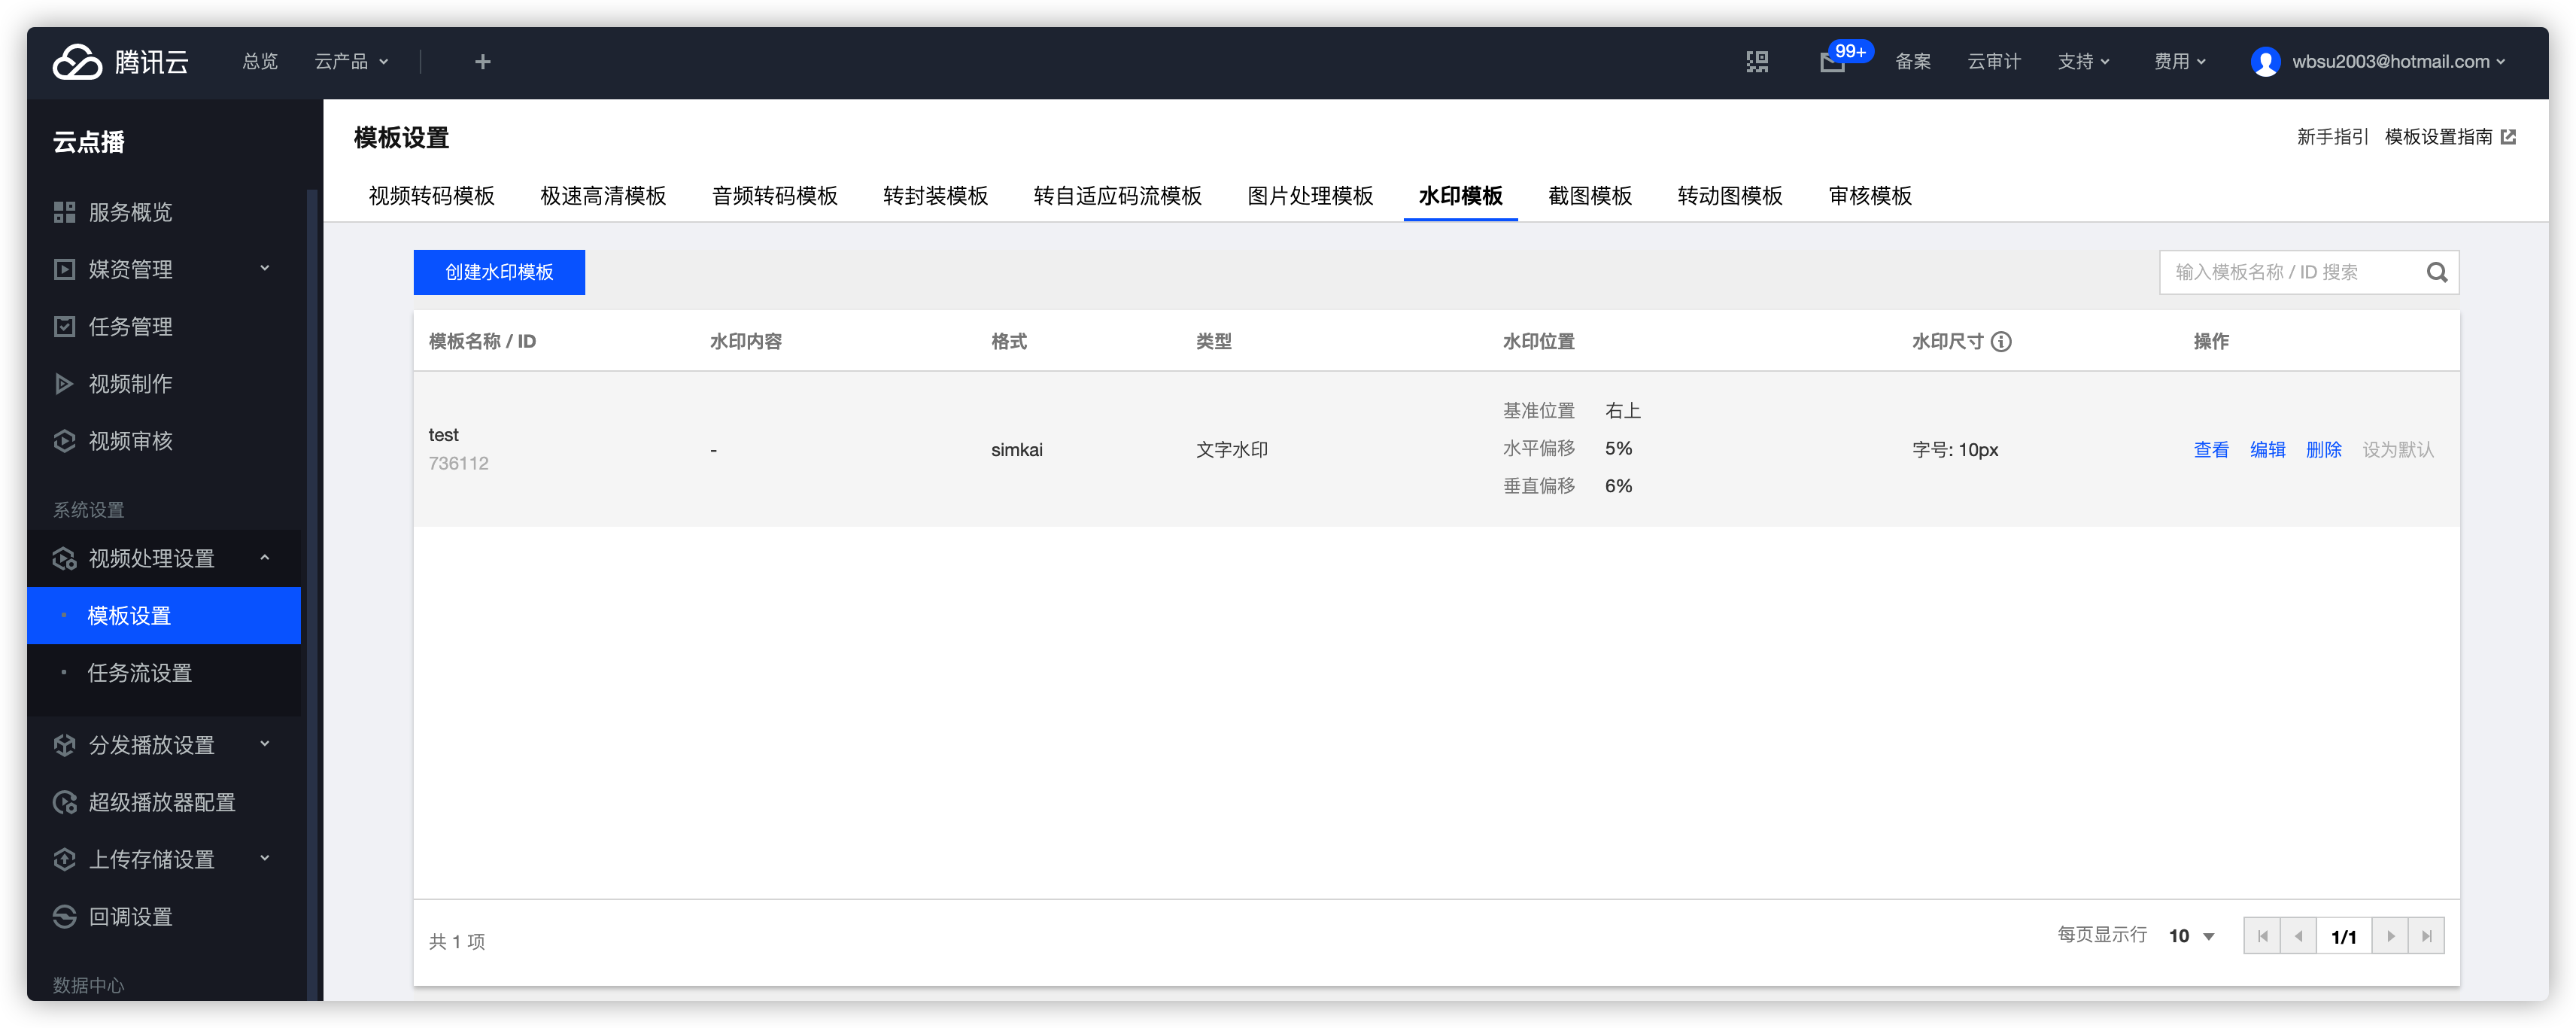 腾讯云 总览 云产品 99+ 备案 云审计 支持 费用 wbsu2003@hotmail.com
云点播
服务概览
媒资管理
任务管理
视频制作
视频审核
系统设置
视频处理设置
模板设置
任务流设置
分发播放设置
超级播放器配置
上传存储设置
回调设置
数据中心
模板设置 新手指引 模板设置指南
视频转码模板 极速高清模板 音频转码模板 转封装模板 转自适应码流模板 图片处理模板 水印模板 截图模板 转动图模板 审核模板
创建水印模板 输入模板名称 / ID 搜索
模板名称 / ID 水印内容 格式 类型 水印位置 水印尺寸 操作
test
736112
-
simkai
文字水印
基准位置 右上
水平偏移 5%
垂直偏移 6%
字号: 10px
查看 编辑 删除 设为默认
共 1 项 每页显示行 10 1/1